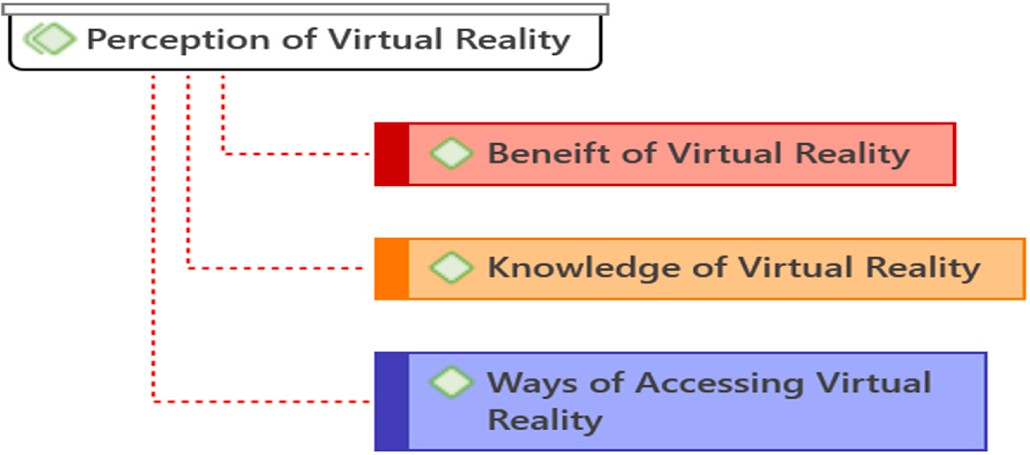 Perception of Virtual Reality
Beneift of Virtual Reality
Knowledge of Virtual Reality
Ways of Accessing Virtual
Reality